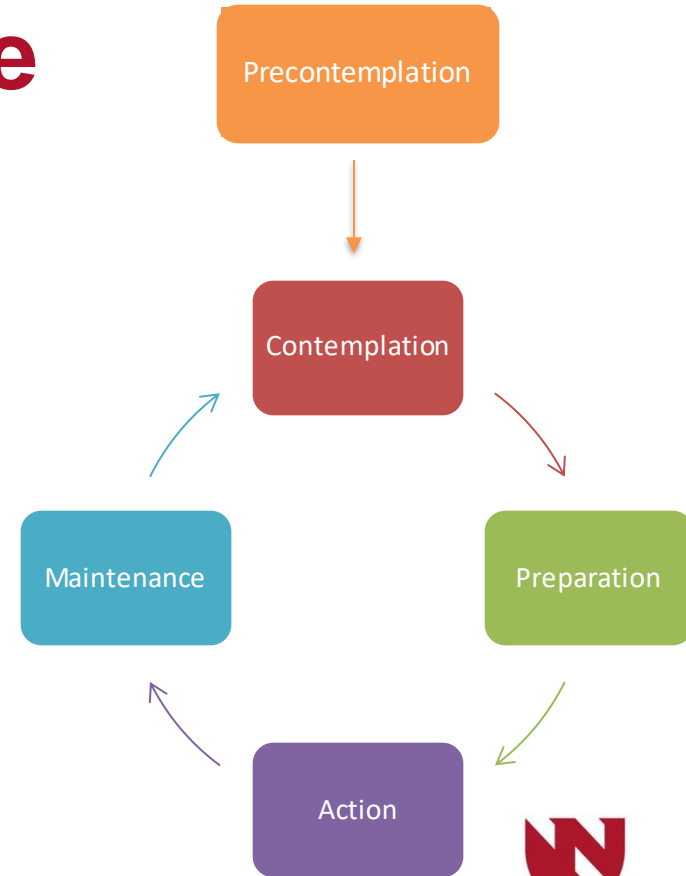 e
Precontemplation
Contemplation
Maintenance
Preparation
Action
N